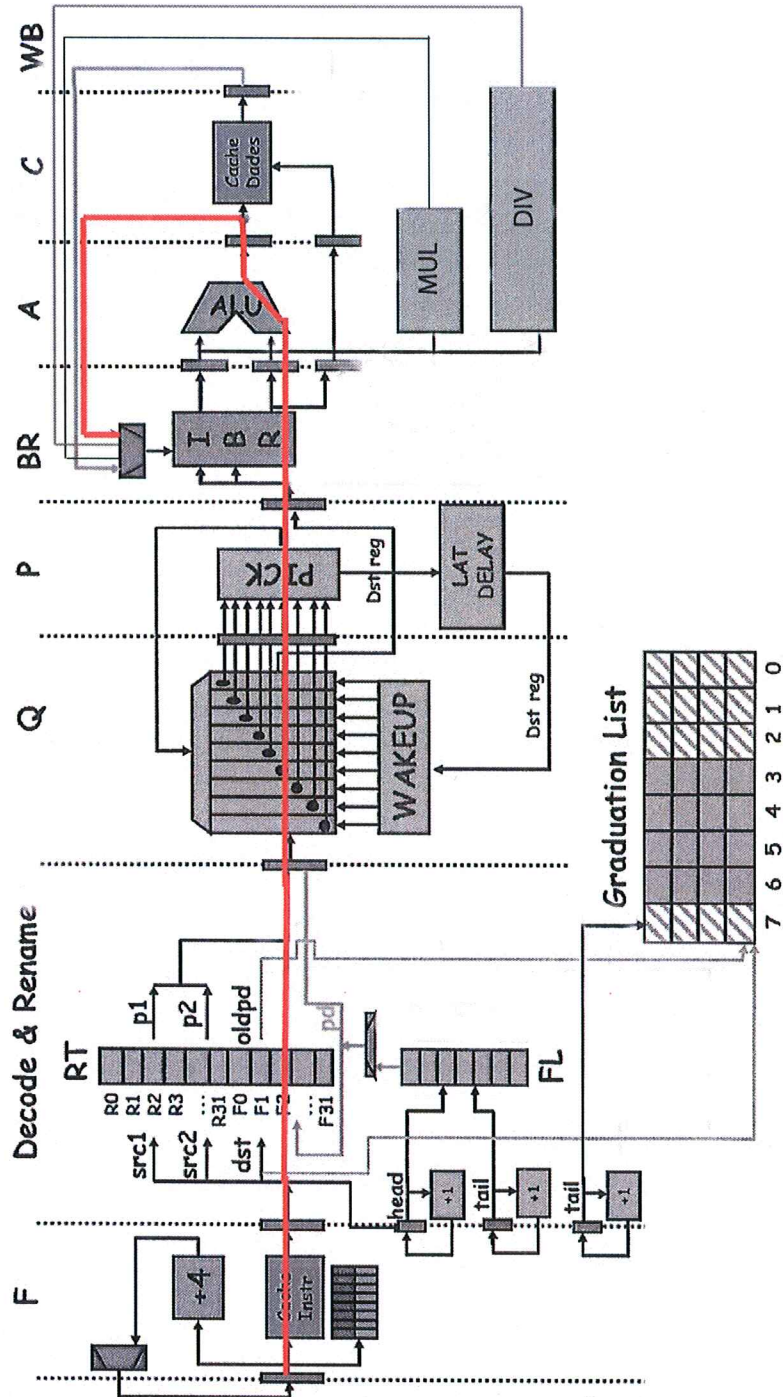 F Decode & Rename Q P BR A C WB
+4
Cache
Instr
RT
R0
R1
R2
R3
...
R31
F0
F1
F2
...
F31
src1
src2
dst
p1
p2
oldpd
pd
head
+1
tail
+1
tail
+1
FL
WAKEUP
PICK
Dst reg
LAT
DELAY
Dst reg
I
B
R
ALU
Cache
Dades
MUL
DIV
Graduation List
7 6 5 4 3 2 1 0